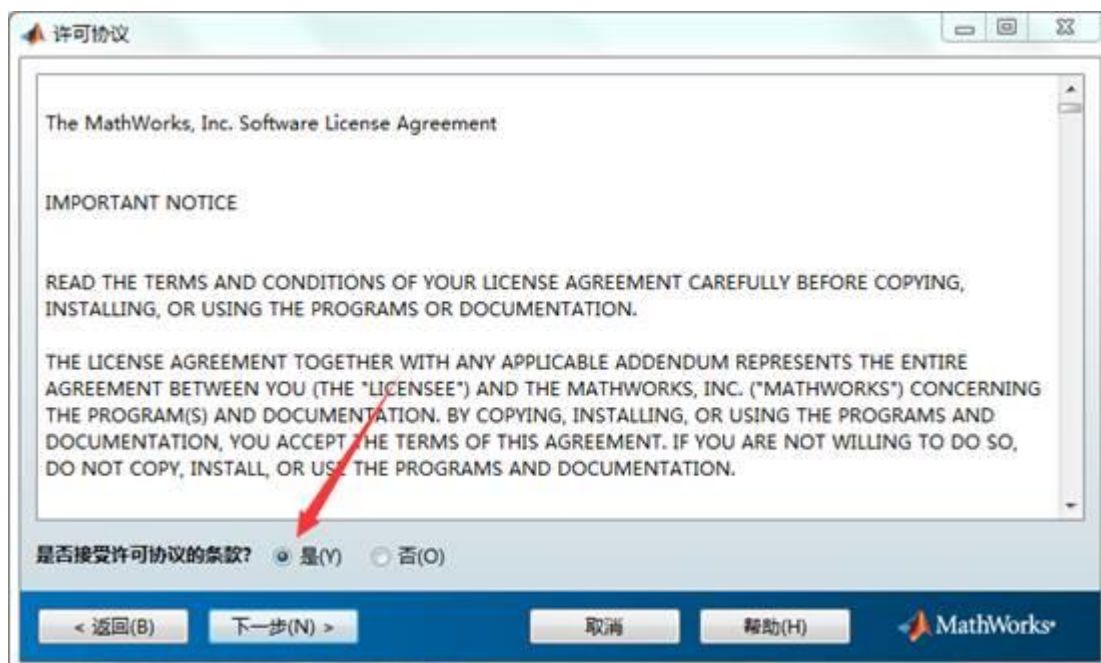 许可协议
The MathWorks, Inc. Software License Agreement
IMPORTANT NOTICE
READ THE TERMS AND CONDITIONS OF YOUR LICENSE AGREEMENT CAREFULLY BEFORE COPYING,
INSTALLING, OR USING THE PROGRAMS OR DOCUMENTATION.
THE LICENSE AGREEMENT TOGETHER WITH ANY APPLICABLE ADDENDUM REPRESENTS THE ENTIRE
AGREEMENT BETWEEN YOU (THE "LICENSEE") AND THE MATHWORKS, INC. ("MATHWORKS") CONCERNING
THE PROGRAM(S) AND DOCUMENTATION. BY COPYING, INSTALLING, OR USING THE PROGRAMS AND
DOCUMENTATION, YOU ACCEPT THE TERMS OF THIS AGREEMENT. IF YOU ARE NOT WILLING TO DO SO,
DO NOT COPY, INSTALL, OR USE THE PROGRAMS AND DOCUMENTATION.
是否接受许可协议的条款? 是(Y) 否(O)
< 返回(B) 下一步(N) > 取消 帮助(H) MathWorks